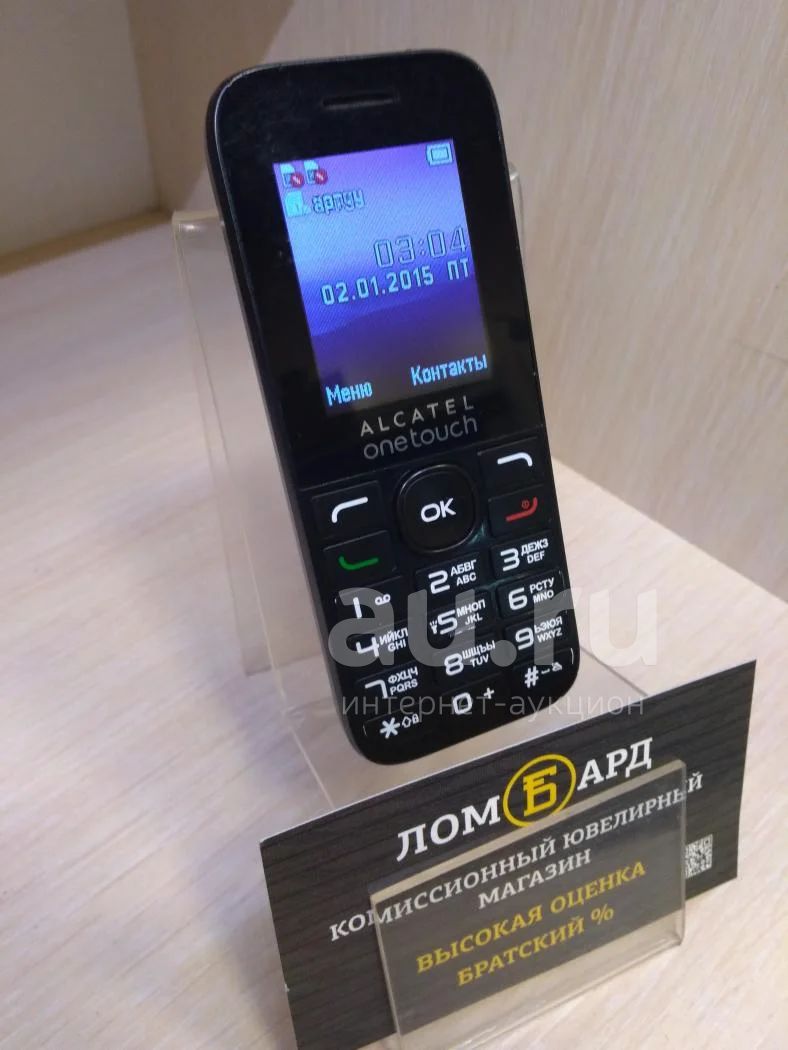 03:04
02.01.2015 ПТ
Меню
Контакты
ALCATEL
onetouch
OK
1
2 АБВГ ABC
3 ДЕЖЗ DEF
4 ИЙКЛ GHI
5 МНОП JKL
6 РСТУ MNO
7 ФХЦЧ PQRS
8 ШЩЪЫ TUV
9 ЬЭЮЯ WXYZ
*
0 +
#
au.ru
интернет-аукцион
ЛОМБАРД
КОМИССИОННЫЙ ЮВЕЛИРНЫЙ
МАГАЗИН
ВЫСОКАЯ ОЦЕНКА
БРАТСКИЙ %